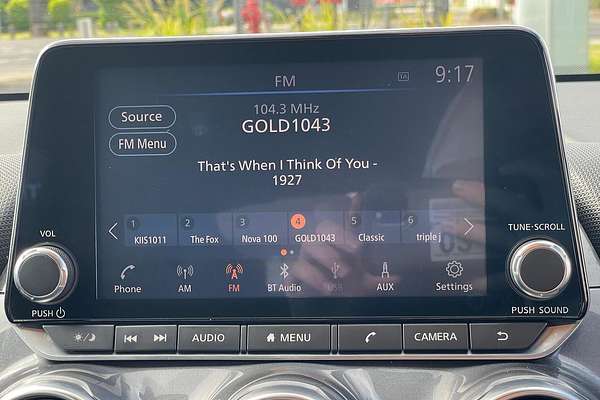 FM
TA
9:17
104.3 MHz
GOLD1043
Source
FM Menu
That's When I Think Of You -
1927
1 2 3 4 5 6
KIIS1011 The Fox Nova 100 GOLD1043 Classic triple j
Phone AM FM BT Audio USB AUX Settings
VOL
PUSH
TUNE·SCROLL
PUSH SOUND
AUDIO MENU CAMERA